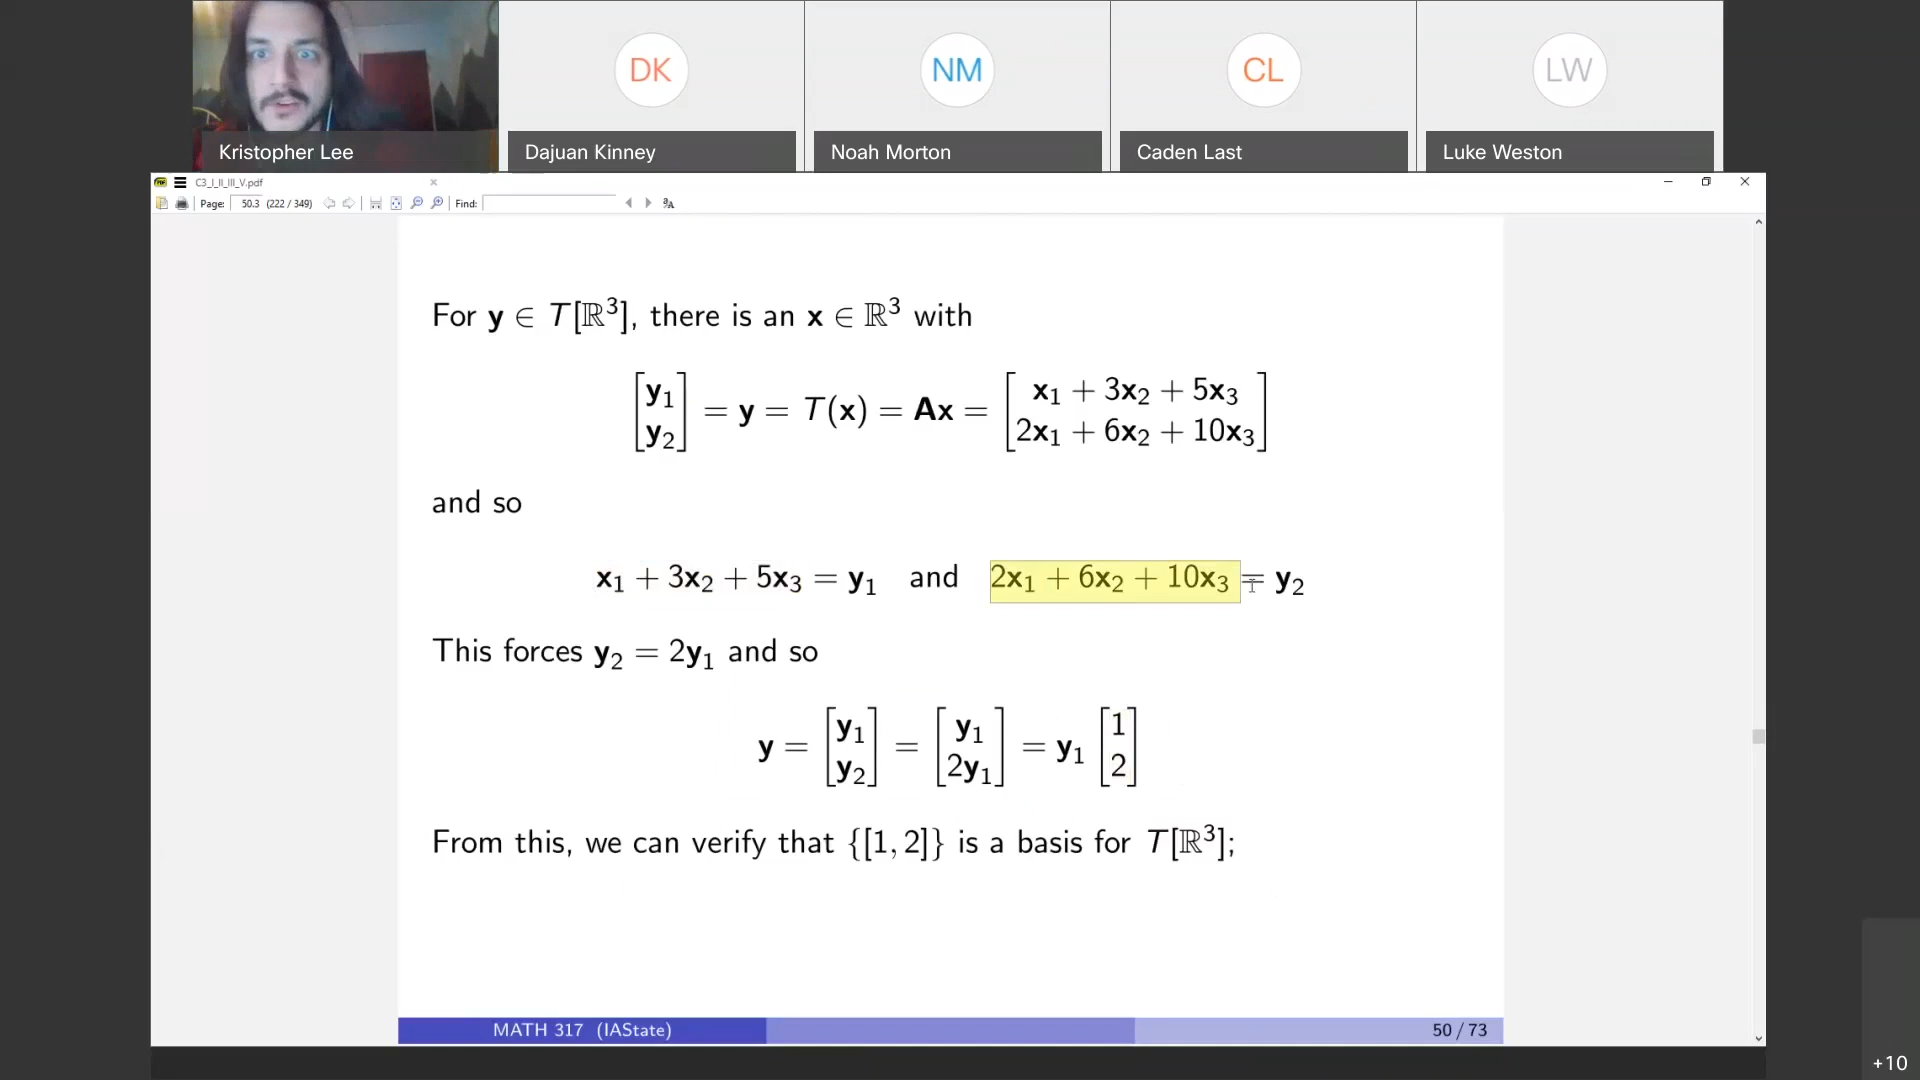 DK
NM
CL
LW
Kristopher Lee
Dajuan Kinney
Noah Morton
Caden Last
Luke Weston
C3_I_II_III_V.pdf
Page: 50.3 (222 / 349) Find:
For y ∈ T[ℝ³], there is an x ∈ ℝ³ with
[y₁ y₂] = y = T(x) = Ax = [x₁ + 3x₂ + 5x₃ 2x₁ + 6x₂ + 10x₃]
and so
x₁ + 3x₂ + 5x₃ = y₁ and 2x₁ + 6x₂ + 10x₃ = y₂
This forces y₂ = 2y₁ and so
y = [y₁ y₂] = [y₁ 2y₁] = y₁ [1 2]
From this, we can verify that {[1, 2]} is a basis for T[ℝ³];
MATH 317 (IAState) 50 / 73
+10